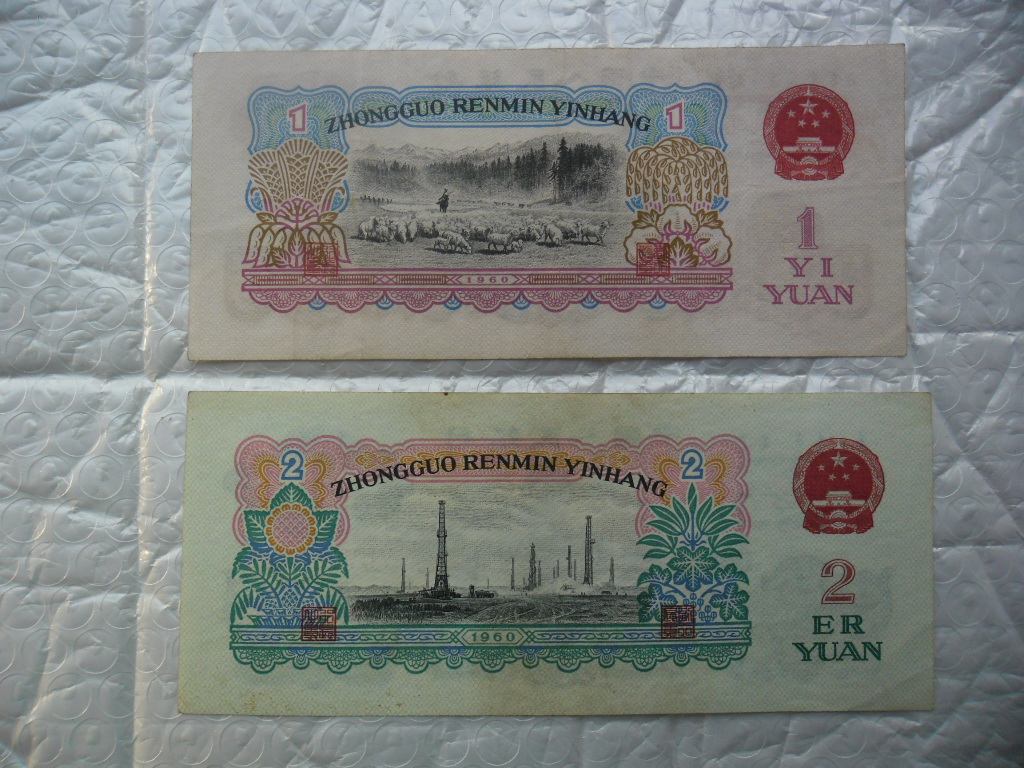 1
1
ZHONGGUO RENMIN YINHANG
1960
1
YI
YUAN
2
2
ZHONGGUO RENMIN YINHANG
1960
2
ER
YUAN